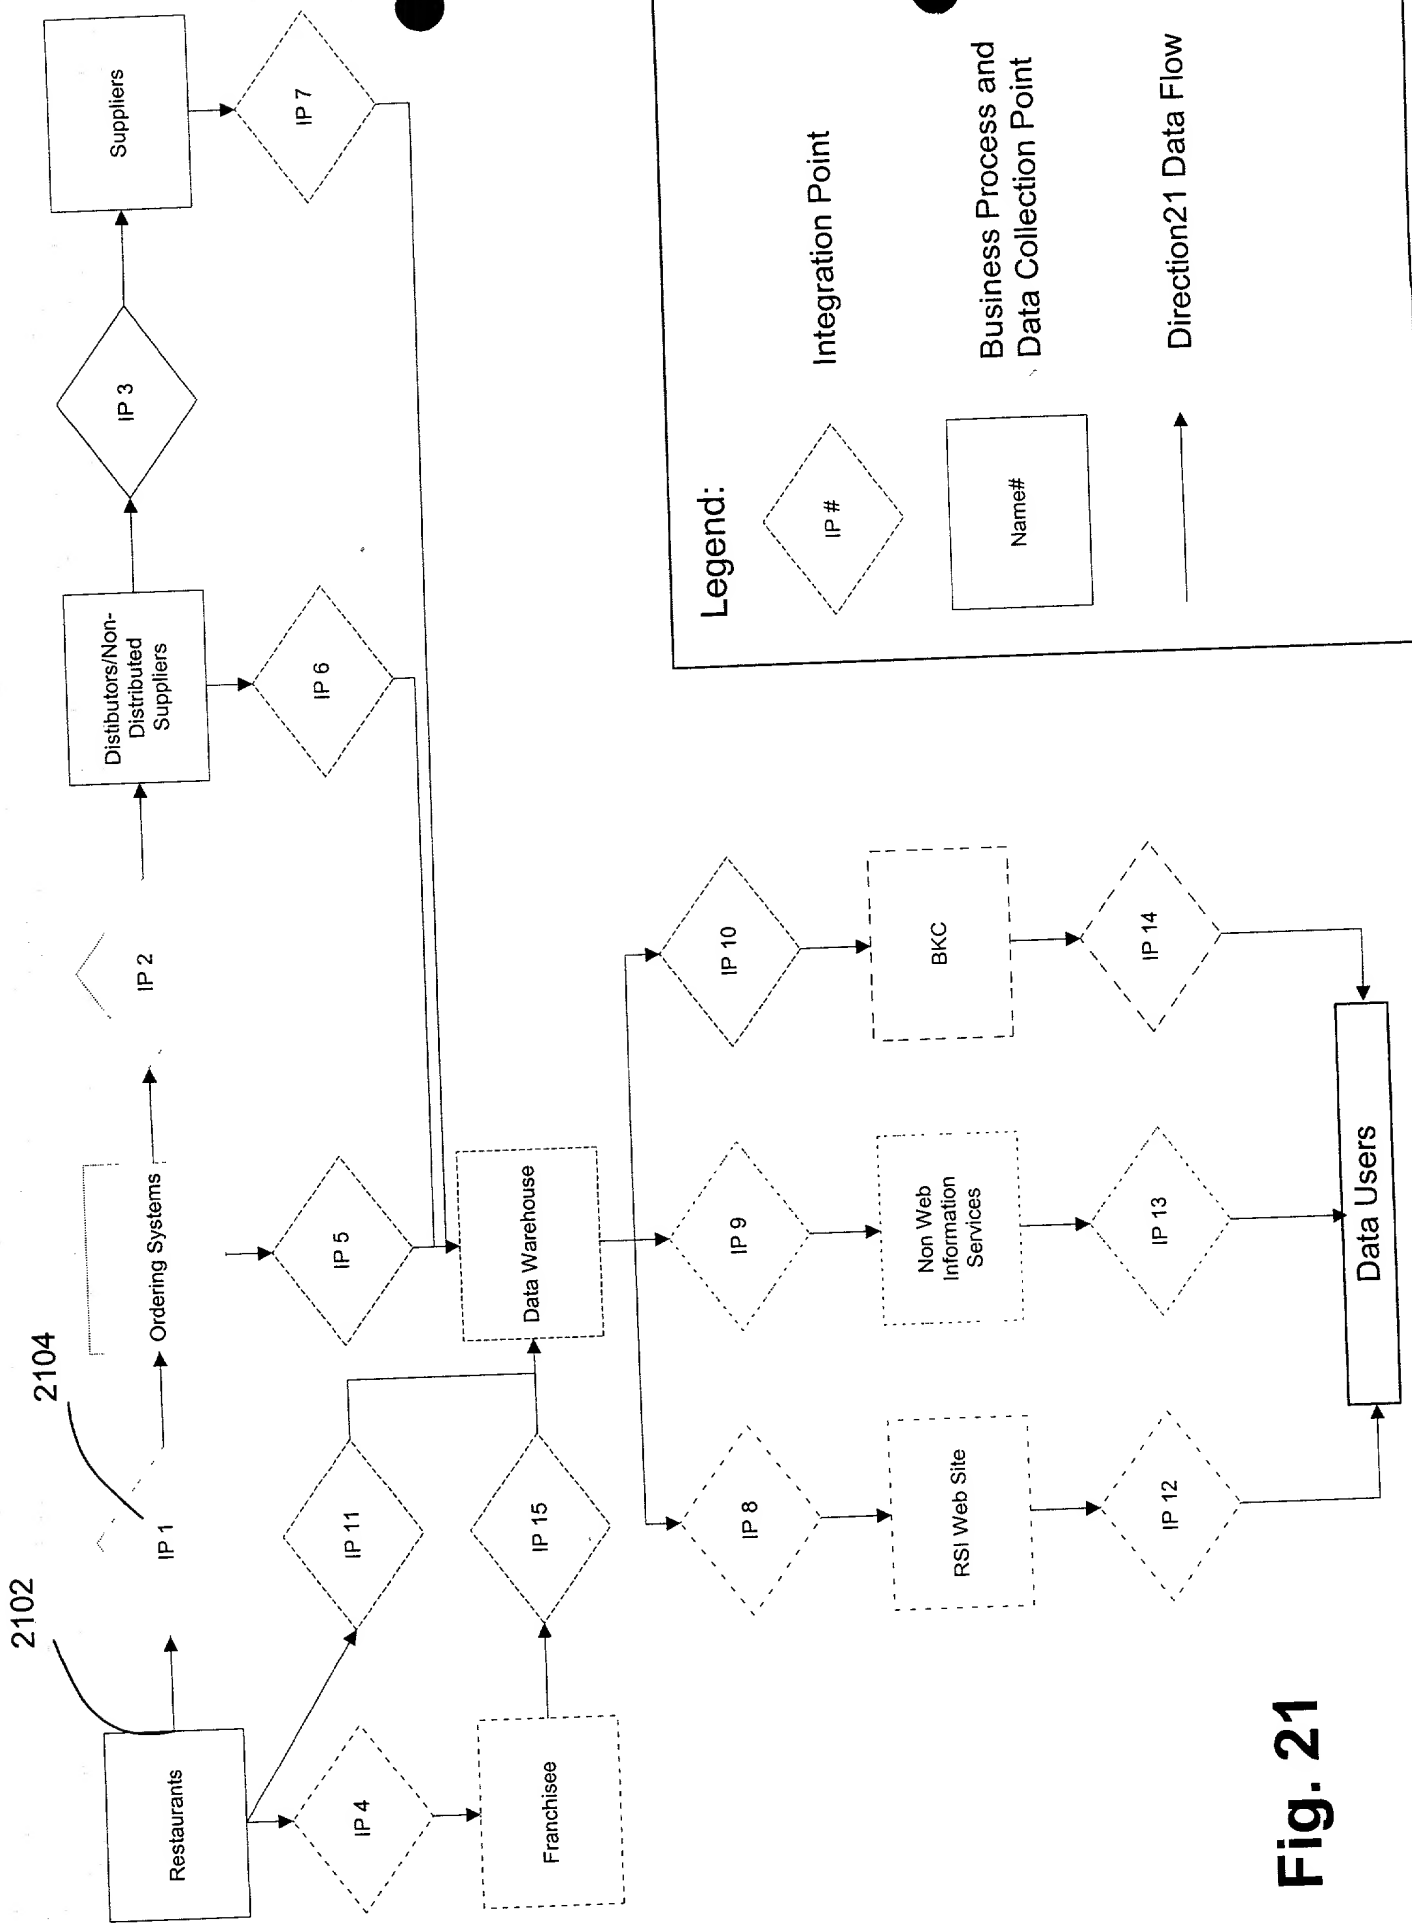 2102
2104
Restaurants
IP 1
Ordering Systems
IP 2
Distibutors/Non-
Distributed
Suppliers
IP 3
Suppliers
IP 4
IP 11
IP 5
IP 6
IP 7
Franchisee
IP 15
Data Warehouse
IP 8
IP 9
IP 10
RSI Web Site
Non Web
Information
Services
BKC
IP 12
IP 13
IP 14
Data Users
Legend:
IP #
Integration Point
Name#
Business Process and
Data Collection Point
Direction21 Data Flow
Fig. 21